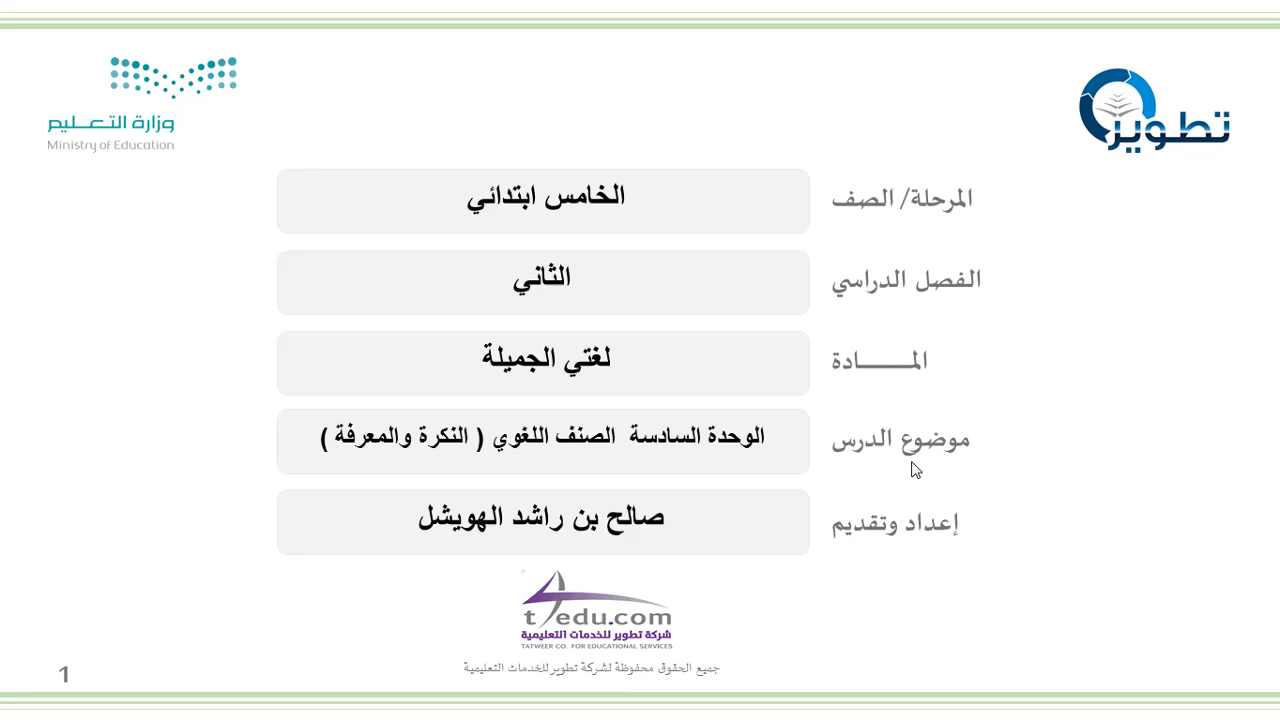 وزارة التعليم
Ministry of Education
تطوير
المرحلة/ الصف
الخامس ابتدائي
الفصل الدراسي
الثاني
المــــــــادة
لغتي الجميلة
موضوع الدرس
الوحدة السادسة الصنف اللغوي ( النكرة والمعرفة )
إعداد وتقديم
صالح بن راشد الهويشل
t4edu.com
شركة تطوير للخدمات التعليمية
TATWEER CO. FOR EDUCATIONAL SERVICES
جميع الحقوق محفوظة لشركة تطوير للخدمات التعليمية
1